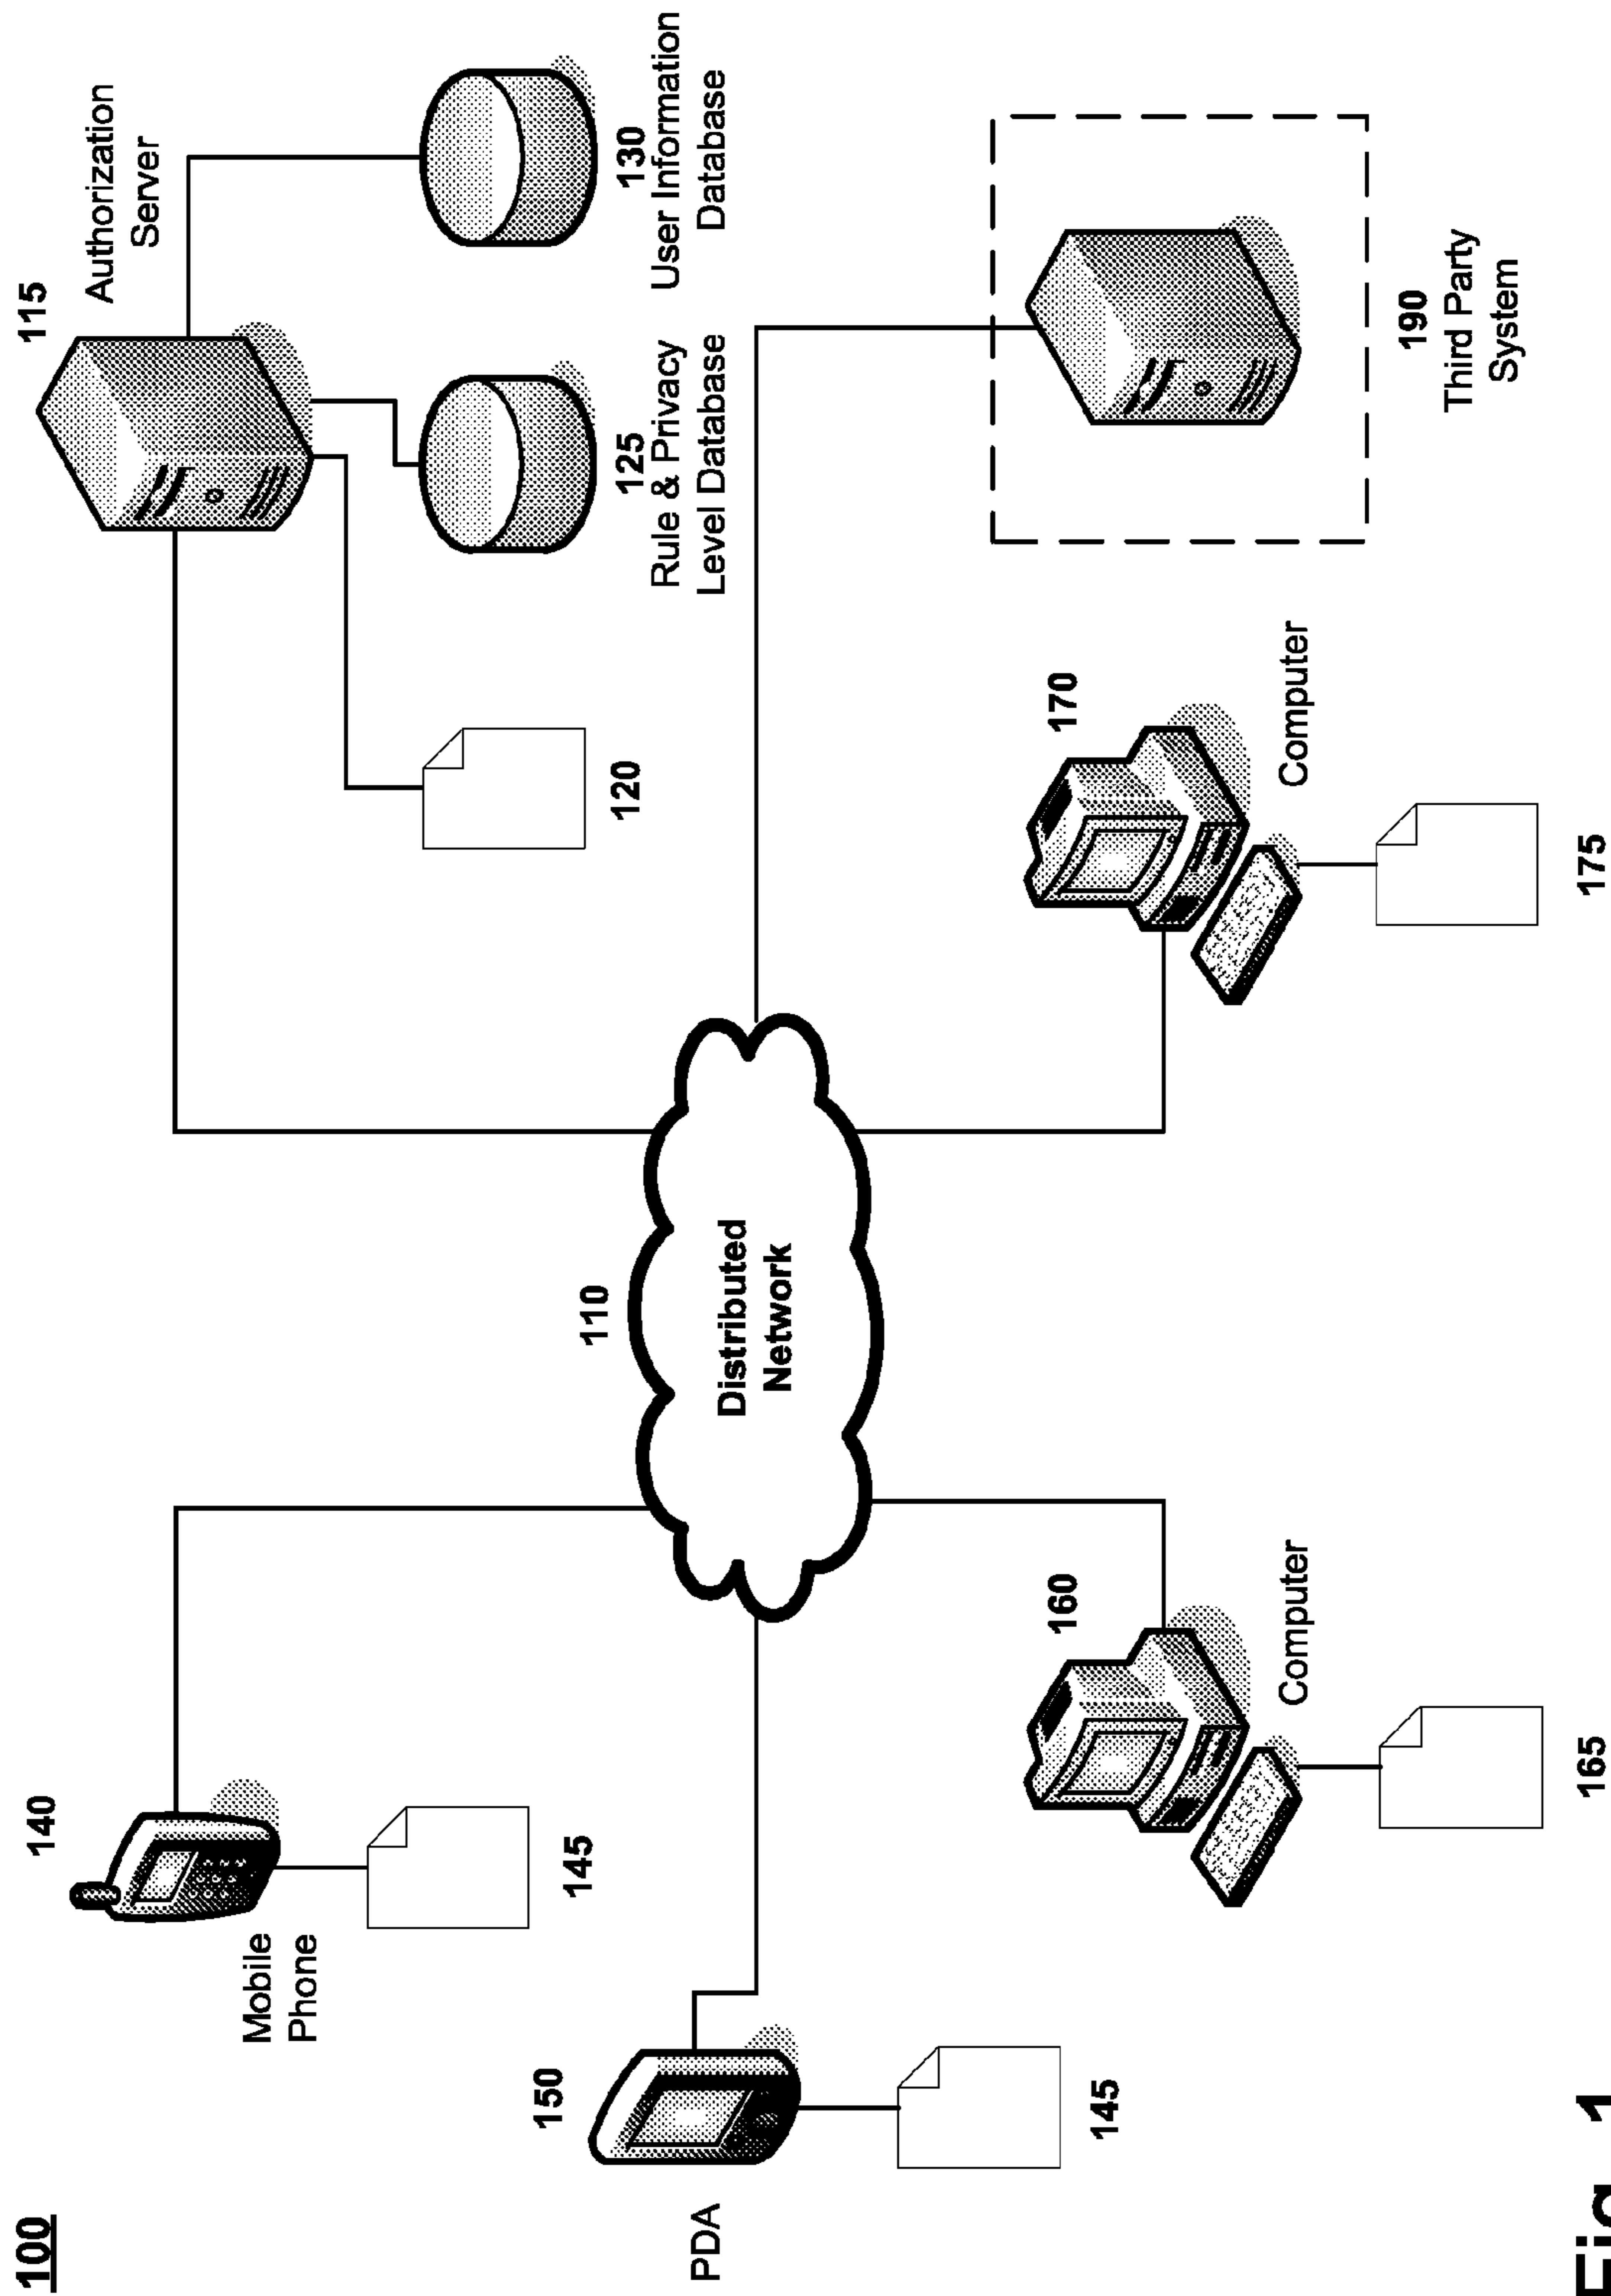 100
140
Mobile
Phone
145
150
PDA
145
110
Distributed
Network
115
Authorization
Server
120
125
Rule & Privacy
Level Database
130
User Information
Database
160
Computer
165
170
Computer
175
190
Third Party
System
Fig. 1